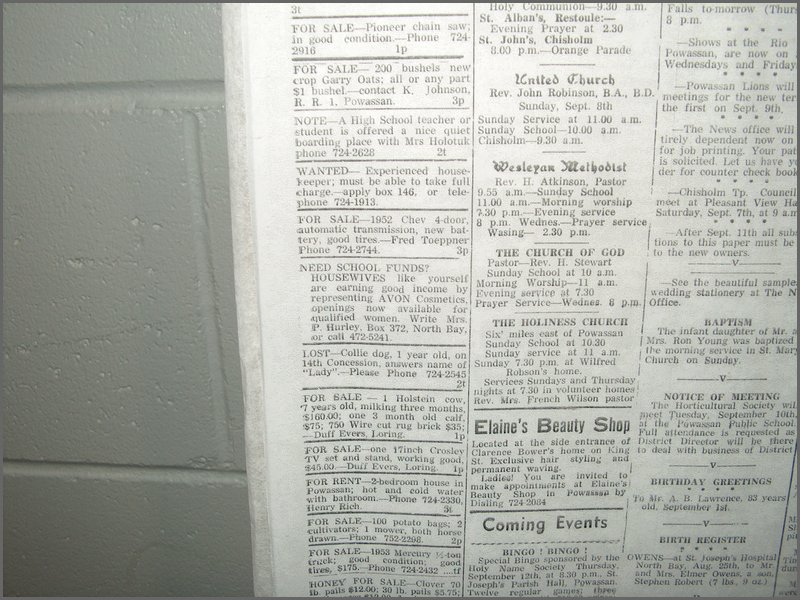 3t
FOR SALE—Pioneer chain saw;
in good condition.—Phone 724-
2916 1p
FOR SALE— 200 bushels new
crop Garry Oats; all or any part
$1 bushel.—contact K. Johnson,
R. R. 1, Powassan. 3p
NOTE—A High School teacher or
student is offered a nice quiet
boarding place with Mrs Holotuk
phone 724-2628 2t
WANTED— Experienced house-
keeper; must be able to take full
charge.—apply box 146, or tele-
phone 724-1913.
FOR SALE—1952 Chev 4-door,
automatic transmission, new bat-
tery, good tires.—Fred Toeppner
Phone 724-2744. 3p
NEED SCHOOL FUNDS?
HOUSEWIVES like yourself
are earning good income by
representing AVON Cosmetics,
openings now available for
qualified women. Write Mrs.
P. Hurley, Box 372, North Bay,
or call 472-5241.
LOST—Collie dog, 1 year old, on
14th Concession, answers name of
"Lady".—Please Phone 724-2545
2t
FOR SALE — 1 Holstein cow,
7 years old, milking three months,
$160.00; one 3 month old calf,
$75; 750 Wire cut rug brick $35;
—Duff Evers, Loring. 1p
FOR SALE—one 17inch Crosley
TV set and stand, working good,
$45.00—Duff Evers, Loring. 1p
FOR RENT—2-bedroom house in
Powassan; hot and cold water
with bathroom.—Phone 724-2330,
Henry Rich. 3t
FOR SALE—100 potato bags; 2
cultivators; 1 mower, both horse
drawn.—Phone 752-2298. 2p
FOR SALE—1953 Mercury ½-ton
truck; good condition; good
tires, $175.—Phone 724-2432 ....tf
HONEY FOR SALE—Clover 70
lb. pails $12.00; 30 lb. pails $5.75;
Holy Communion—9.30 a.m.
St. Alban's, Restoule:—
Evening Prayer at 2.30
St. John's, Chisholm
8.00 p.m.—Orange Parade
United Church
Rev. John Robinson, B.A., B.D.
Sunday, Sept. 8th
Sunday Service at 11.00 a.m.
Sunday School—10.00 a.m.
Chisholm—9.30 a.m.
Wesleyan Methodist
Rev. H. Atkinson, Pastor
9.55 a.m.—Sunday School
11.00 a.m.—Morning worship
7.30 p.m.—Evening service
8 p.m. Wednes.—Prayer service
Wasing— 2.30 p.m.
THE CHURCH OF GOD
Pastor—Rev. H. Stewart
Sunday School at 10 a.m.
Morning Worship—11 a.m.
Evening service at 7.30
Prayer Service—Wednes. 8 p.m.
THE HOLINESS CHURCH
Six' miles east of Powassan
Sunday School at 10.30
Sunday service at 11 a.m.
Sunday 7.30 p.m. at Wilfred
Robson's home.
Services Sundays and Thursday
nights at 7.30 in volunteer homes
Rev. Mrs. French Wilson pastor
Elaine's Beauty Shop
Located at the side entrance of
Clarence Bower's home on King
St. Exclusive hair styling and
permanent waving.
Ladies! You are invited to
make appointments at Elaine's
Beauty Shop in Powassan by
Dialing 724-2084
Coming Events
BINGO ! BINGO !
Special Bingo sponsored by the
Holy Name Society Thursday,
September 12th, at 8.30 p.m., St.
Joseph's Parish Hall, Powassan
Twelve regular games; three
Falls to-morrow (Thurs
8 p.m.
* * * *
—Shows at the Rio
Powassan, are now on
Wednesdays and Friday
* * * *
—Powassan Lions will
meetings for the new ter
the first on Sept. 9th.
* * * *
—The News office will
tirely dependent now on
for job printing. Your pat
is solicited. Let us have yo
der for counter check book
* * * *
—Chisholm Tp. Council
meet at Pleasant View Ha
Saturday, Sept. 7th, at 9 a.m
* * * *
—After Sept. 11th all subs
tions to this paper must be
to the new owners.
V
—See the beautiful sample
wedding stationery at The N
Office.
BAPTISM
* * * *
The infant daughter of Mr. a
Mrs. Ron Young was baptized
the morning service in St. Mary
Church on Sunday.
V
NOTICE OF MEETING
The Horticultural Society wil
meet Tuesday, September 10th,
at the Powassan Public School.
Full attendance is requested as
District Director will be there
to deal with business of District
V
BIRTHDAY GREETINGS
* * * *
To Mr. A. B. Lawrence, 83 years
old, September 1st.
V
BIRTH REGISTER
* * * *
OWENS—at St. Joseph's Hospital
North Bay, Aug. 25th, to Mr.
and Mrs. Elmer Owens, a son,
Stephen Robert (7 lbs., 9 oz.)